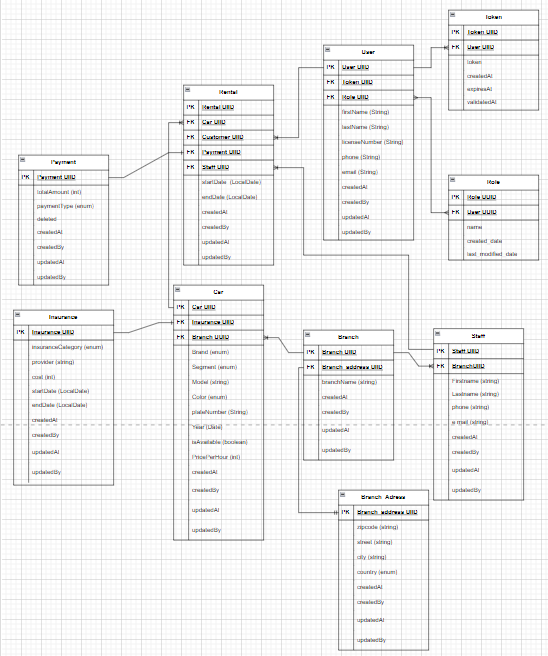 Token
PK Token UIID
FK User UIID
token
createdAt
expiresAt
validatedAt
User
PK User UIID
FK Token UIID
FK Role UIID
firstName (String)
lastName (String)
licenseNumber (String)
phone (String)
email (String)
createdAt
createdBy
updatedAt
updatedBy
Role
PK Role UUID
FK User UUID
name
created_date
last_modified_date
Rental
PK Rental UIID
FK Car UIID
FK Customer UIID
FK Payment UIID
FK Staff UIID
startDate (LocalDate)
endDate (LocalDate)
createdAt
createdBy
updatedAt
updatedBy
Payment
PK Payment UIID
totalAmount (int)
paymentType (enum)
deleted
createdAt
createdBy
updatedAt
updatedBy
Insurance
PK Insurance UIID
insuranceCategory (enum)
provider (string)
cost (int)
startDate (LocalDate)
endDate (LocalDate)
createdAt
createdBy
updatedAt
updatedBy
Car
PK Car UIID
FK Insurance UIID
FK Branch UUID
Brand (enum)
Segment (enum)
Model (string)
Color (enum)
plateNumber (String)
Year (Date)
isAvailable (boolean)
PricePerHour (int)
createdAt
createdBy
updatedAt
updatedBy
Branch
PK Branch UIID
FK Branch_address UIID
branchName (string)
createdAt
createdBy
updatedAt
updatedBy
Staff
PK Staff UIID
FK BranchUIID
Firstname (string)
Lastname (string)
phone (string)
e mail (string)
createdAt
createdBy
updatedAt
updatedBy
Branch_Adress
PK Branch_address UIID
zipcode (string)
street (string)
city (string)
country (enum)
createdAt
createdBy
updatedAt
updatedBy